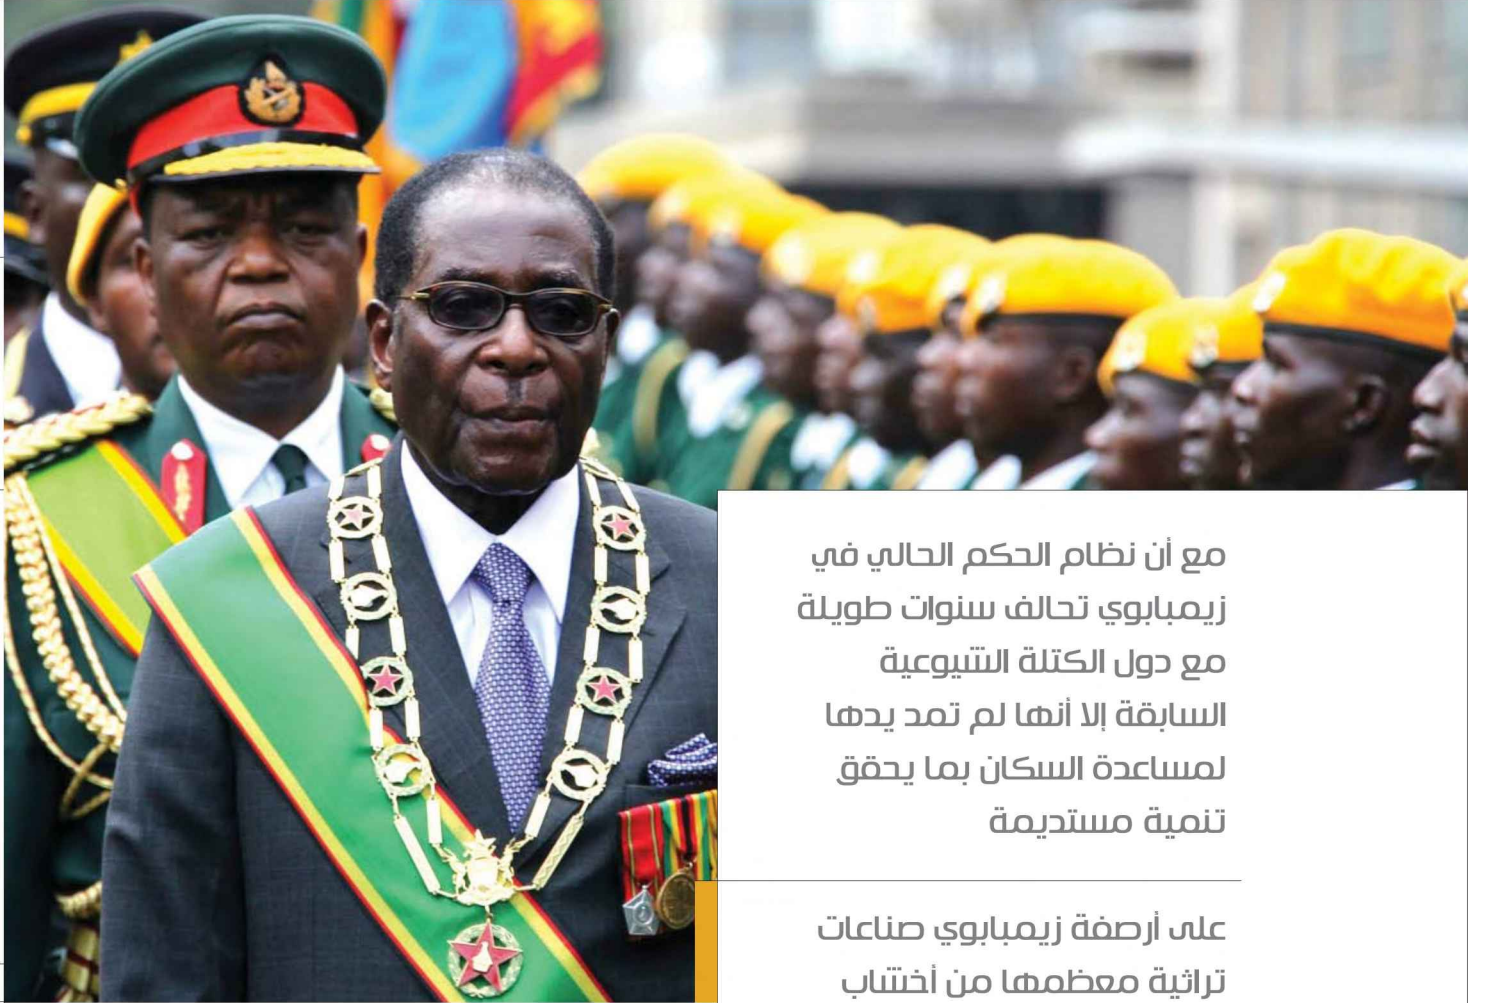 مع أن نظام الحكم الحالي في
زيمبابوي تحالف سنوات طويلة
مع دول الكتلة الشيوعية
السابقة إلا أنها لم تمد يدها
لمساعدة السكان بما يحقق
تنمية مستديمة
على أرصفة زيمبابوي صناعات
تراثية معظمها من أخشاب